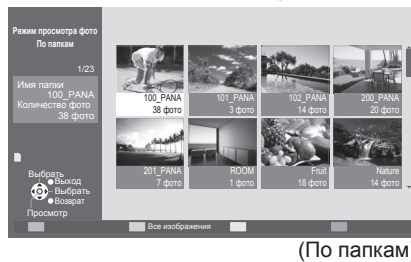 Режим просмотра фото
По папкам
1/23
Имя папки
100_PANA
Количество фото
38 фото
Выбрать
Выход
Выбрать
Возврат
Просмотр
100_PANA
38 фото
101_PANA
3 фото
102_PANA
14 фото
200_PANA
20 фото
201_PANA
7 фото
ROOM
1 фото
Fruit
18 фото
Nature
14 фото
Все изображения
(По папкам